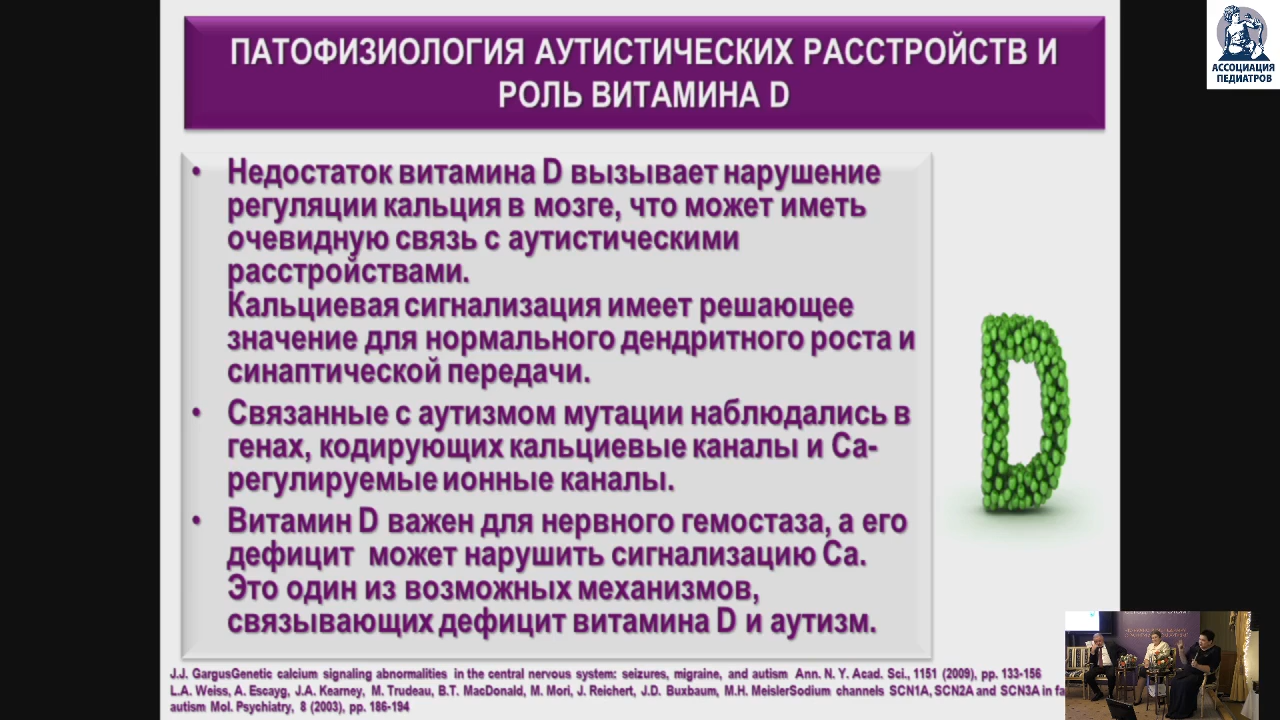 ПАТОФИЗИОЛОГИЯ АУТИСТИЧЕСКИХ РАССТРОЙСТВ И
РОЛЬ ВИТАМИНА D
АССОЦИАЦИЯ
ПЕДИАТРОВ
• Недостаток витамина D вызывает нарушение
регуляции кальция в мозге, что может иметь
очевидную связь с аутистическими
расстройствами.
Кальциевая сигнализация имеет решающее
значение для нормального дендритного роста и
синаптической передачи.
• Связанные с аутизмом мутации наблюдались в
генах, кодирующих кальциевые каналы и Са-
регулируемые ионные каналы.
• Витамин D важен для нервного гемостаза, а его
дефицит может нарушить сигнализацию Са.
Это один из возможных механизмов,
связывающих дефицит витамина D и аутизм.
J.J. GargusGenetic calcium signaling abnormalities in the central nervous system: seizures, migraine, and autism Ann. N. Y. Acad. Sci., 1151 (2009), pp. 133-156
L.A. Weiss, A. Escayg, J.A. Kearney, M. Trudeau, B.T. MacDonald, M. Mori, J. Reichert, J.D. Buxbaum, M.H. MeislerSodium channels SCN1A, SCN2A and SCN3A in fa
autism Mol. Psychiatry, 8 (2003), pp. 186-194